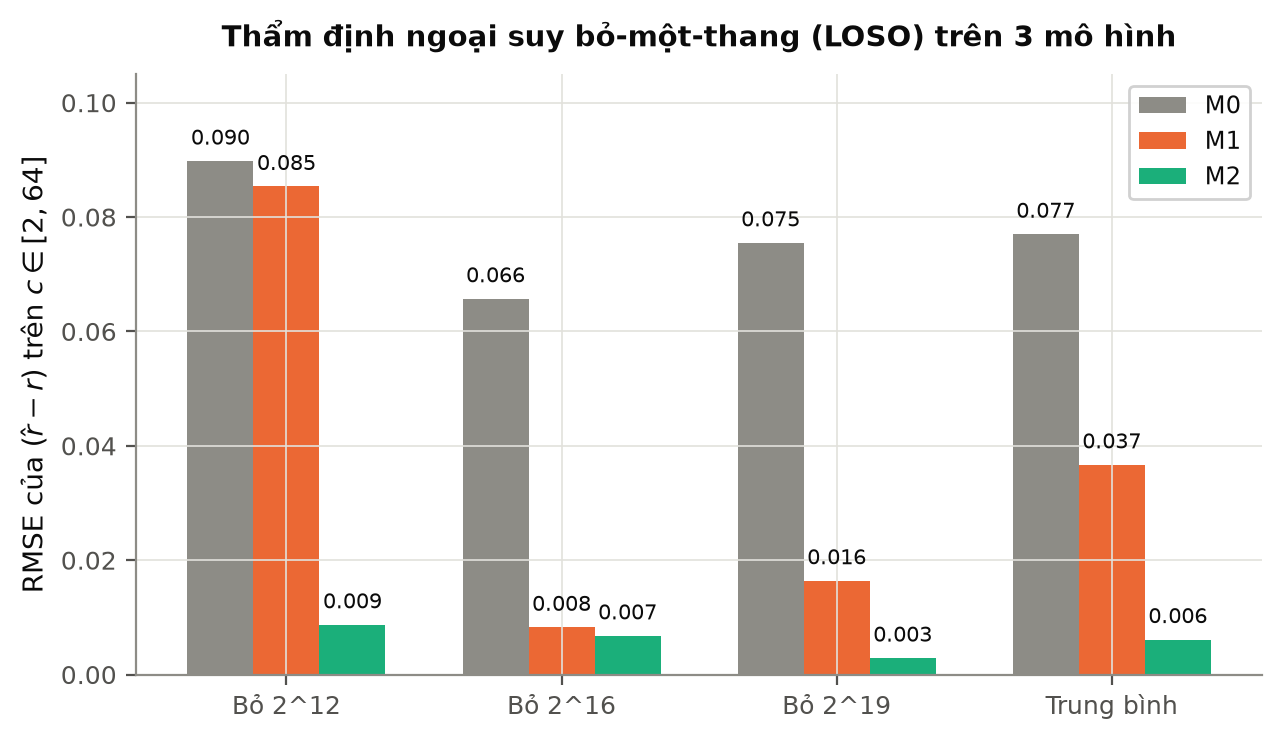 Thẩm định ngoại suy bỏ-một-thang (LOSO) trên 3 mô hình
RMSE của (r̂ − r) trên c ∈ [2, 64]
0.10
0.08
0.06
0.04
0.02
0.00
M0
M1
M2
0.090
0.085
0.009
0.066
0.008
0.007
0.075
0.016
0.003
0.077
0.037
0.006
Bỏ 2^12
Bỏ 2^16
Bỏ 2^19
Trung bình